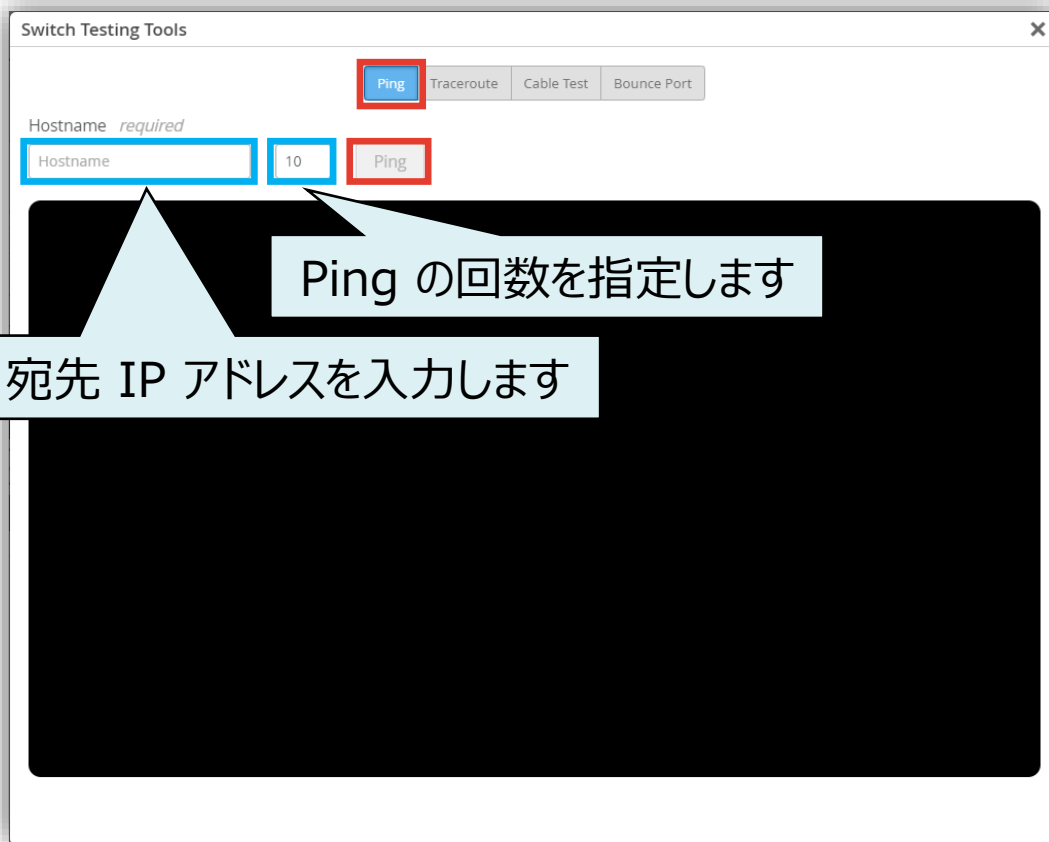 Switch Testing Tools
Ping Traceroute Cable Test Bounce Port
Hostname required
Hostname 10 Ping
Ping の回数を指定します
宛先 IP アドレスを入力します